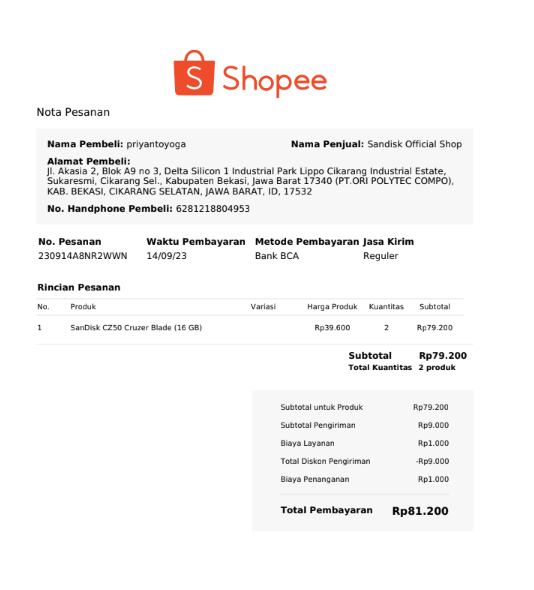 Shopee
Nota Pesanan
Nama Pembeli: priyantoyoga
Nama Penjual: Sandisk Official Shop
Alamat Pembeli:
Jl. Akasia 2, Blok A9 no 3, Delta Silicon 1 Industrial Park Lippo Cikarang Industrial Estate,
Sukaresmi, Cikarang Sel., Kabupaten Bekasi, Jawa Barat 17340 (PT.ORI POLYTEC COMPO),
KAB. BEKASI, CIKARANG SELATAN, JAWA BARAT, ID, 17532
No. Handphone Pembeli: 6281218804953
No. Pesanan Waktu Pembayaran Metode Pembayaran Jasa Kirim
230914A8NR2WWN 14/09/23 Bank BCA Reguler
Rincian Pesanan
No. Produk Variasi Harga Produk Kuantitas Subtotal
1 SanDisk CZ50 Cruzer Blade (16 GB) Rp39.600 2 Rp79.200
Subtotal Rp79.200
Total Kuantitas 2 produk
Subtotal untuk Produk Rp79.200
Subtotal Pengiriman Rp9.000
Biaya Layanan Rp1.000
Total Diskon Pengiriman -Rp9.000
Biaya Penanganan Rp1.000
Total Pembayaran Rp81.200